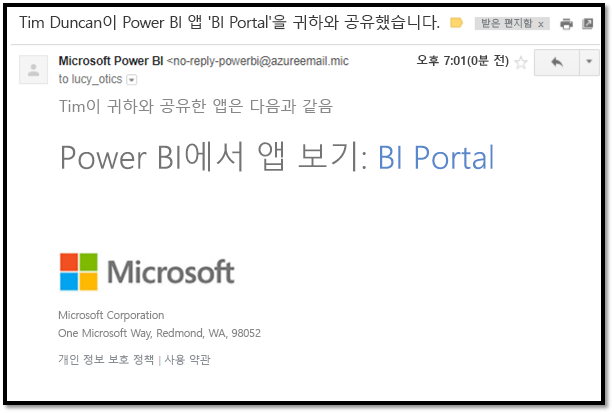 Tim Duncan이 Power BI 앱 'BI Portal'을 귀하와 공유했습니다.
받은 편지함 ×
Microsoft Power BI <no-reply-powerbi@azureemail.mic
오후 7:01(0분 전)
to lucy_otics
Tim이 귀하와 공유한 앱은 다음과 같음
Power BI에서 앱 보기: BI Portal
Microsoft
Microsoft Corporation
One Microsoft Way, Redmond, WA, 98052
개인 정보 보호 정책 | 사용 약관